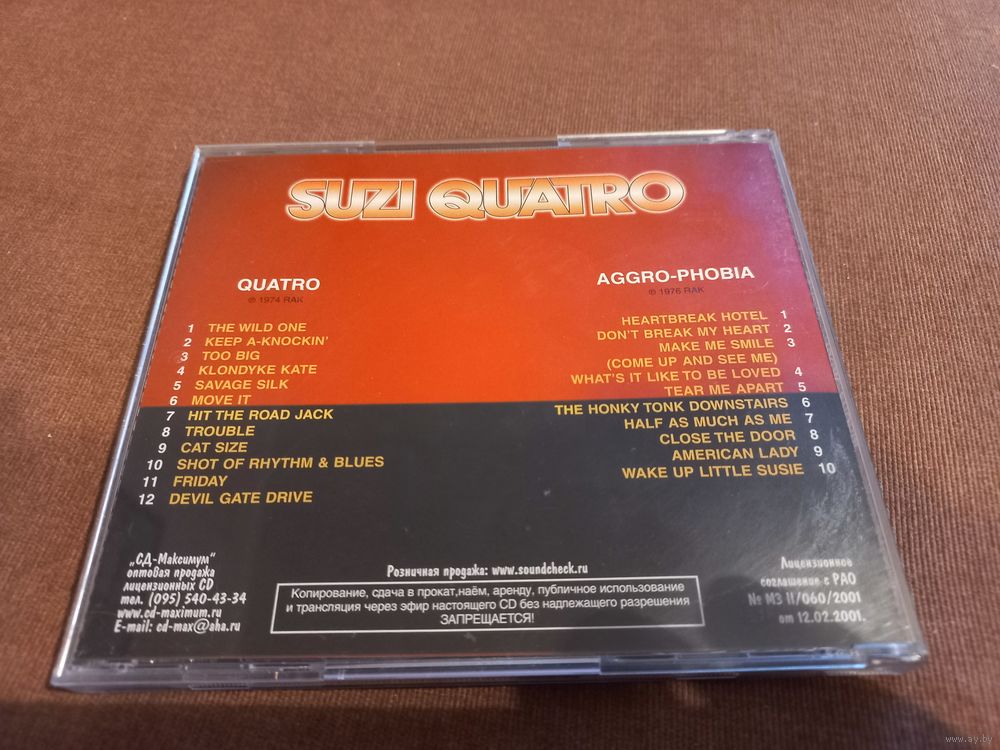 SUZI QUATRO
QUATRO
℗ 1974 RAK
1 THE WILD ONE
2 KEEP A-KNOCKIN'
3 TOO BIG
4 KLONDYKE KATE
5 SAVAGE SILK
6 MOVE IT
7 HIT THE ROAD JACK
8 TROUBLE
9 CAT SIZE
10 SHOT OF RHYTHM & BLUES
11 FRIDAY
12 DEVIL GATE DRIVE
AGGRO-PHOBIA
℗ 1976 RAK
HEARTBREAK HOTEL 1
DON'T BREAK MY HEART 2
MAKE ME SMILE 3
(COME UP AND SEE ME)
WHAT'S IT LIKE TO BE LOVED 4
TEAR ME APART 5
THE HONKY TONK DOWNSTAIRS 6
HALF AS MUCH AS ME 7
CLOSE THE DOOR 8
AMERICAN LADY 9
WAKE UP LITTLE SUSIE 10
„СД-Максимум"
оптовая продажа
лицензионных CD
тел. (095) 540-43-34
www.cd-maximum.ru
E-mail: cd-max@aha.ru
Розничная продажа: www.soundcheck.ru
Копирование, сдача в прокат,наём, аренду, публичное использование
и трансляция через эфир настоящего CD без надлежащего разрешения
ЗАПРЕЩАЕТСЯ!
Лицензионное
соглашение с РАО
№ МЗ II/060/2001
от 12.02.2001.
www.ay.by